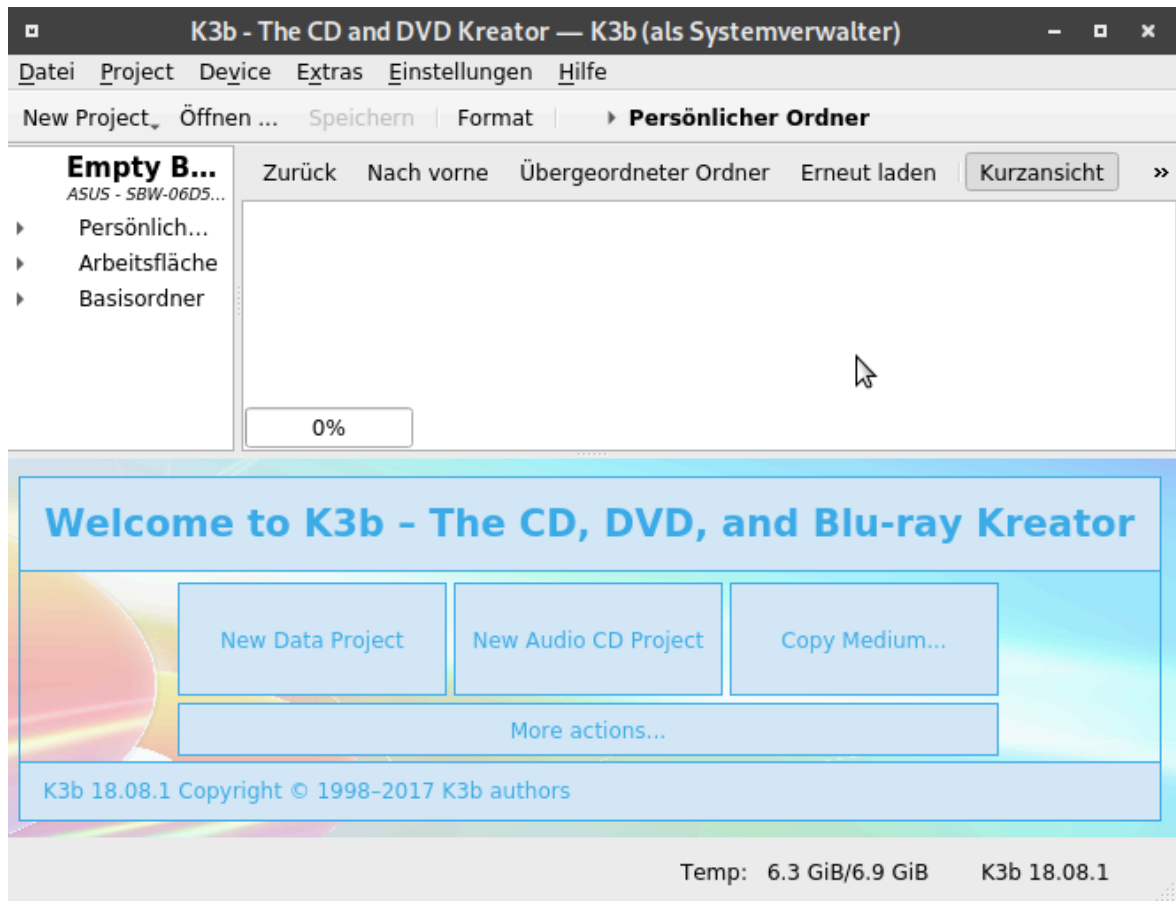 K3b - The CD and DVD Kreator — K3b (als Systemverwalter)
Datei Project Device Extras Einstellungen Hilfe
New Project Öffnen ... Speichern Format Persönlicher Ordner
Empty B...
ASUS - SBW-06D5...
Persönlich...
Arbeitsfläche
Basisordner
Zurück Nach vorne Übergeordneter Ordner Erneut laden Kurzansicht »
0%
Welcome to K3b – The CD, DVD, and Blu-ray Kreator
New Data Project New Audio CD Project Copy Medium...
More actions...
K3b 18.08.1 Copyright © 1998–2017 K3b authors
Temp: 6.3 GiB/6.9 GiB K3b 18.08.1